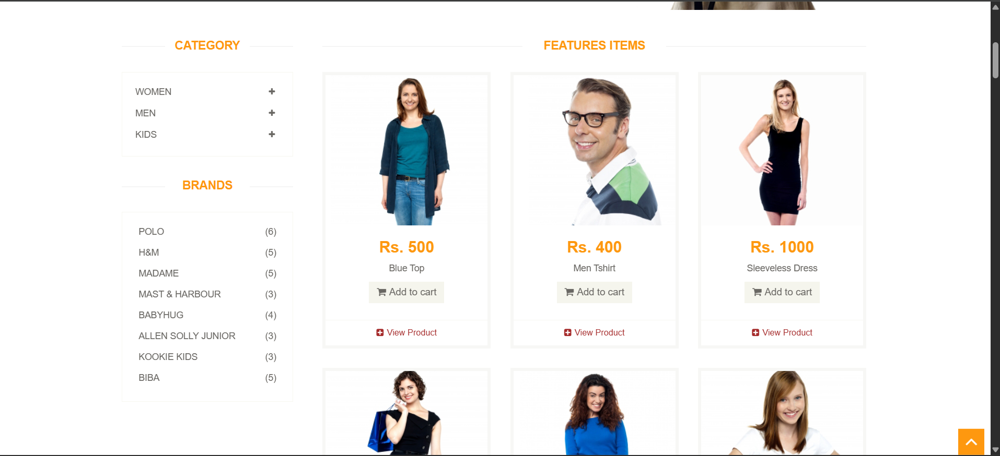 CATEGORY
WOMEN
MEN
KIDS
BRANDS
POLO (6)
H&M (5)
MADAME (5)
MAST & HARBOUR (3)
BABYHUG (4)
ALLEN SOLLY JUNIOR (3)
KOOKIE KIDS (3)
BIBA (5)
FEATURES ITEMS
Rs. 500
Blue Top
Add to cart
View Product
Rs. 400
Men Tshirt
Add to cart
View Product
Rs. 1000
Sleeveless Dress
Add to cart
View Product